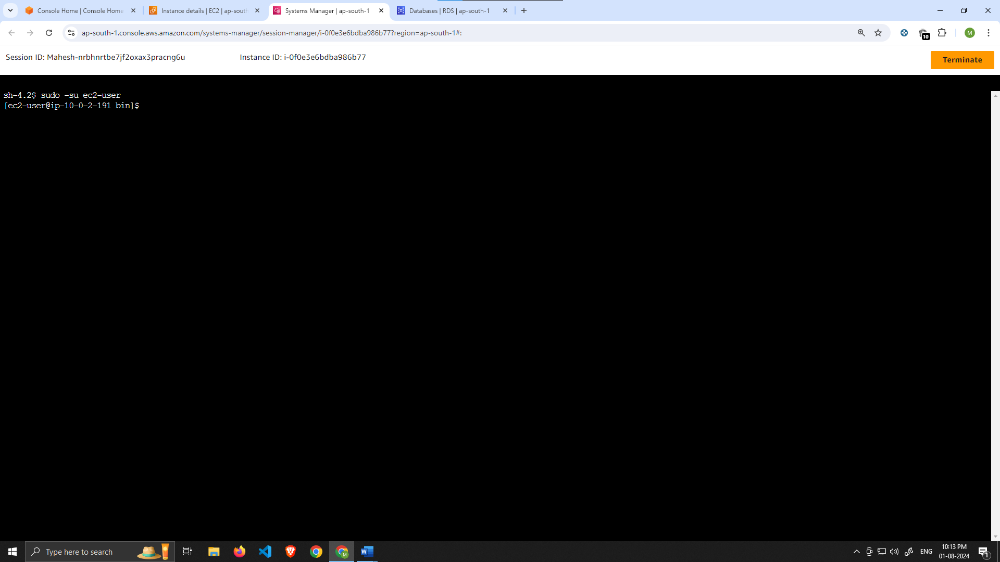 Console Home | Console Home
Instance details | EC2 | ap-south
Systems Manager | ap-south-1
Databases | RDS | ap-south-1
ap-south-1.console.aws.amazon.com/systems-manager/session-manager/i-0f0e3e6bdba986b77?region=ap-south-1#:
10
M
Session ID: Mahesh-nrbhnrtbe7jf2oxax3pracng6u
Instance ID: i-0f0e3e6bdba986b77
Terminate
sh-4.2$ sudo -su ec2-user
[ec2-user@ip-10-0-2-191 bin]$
Type here to search
M
W
ENG
10:13 PM
01-08-2024
1